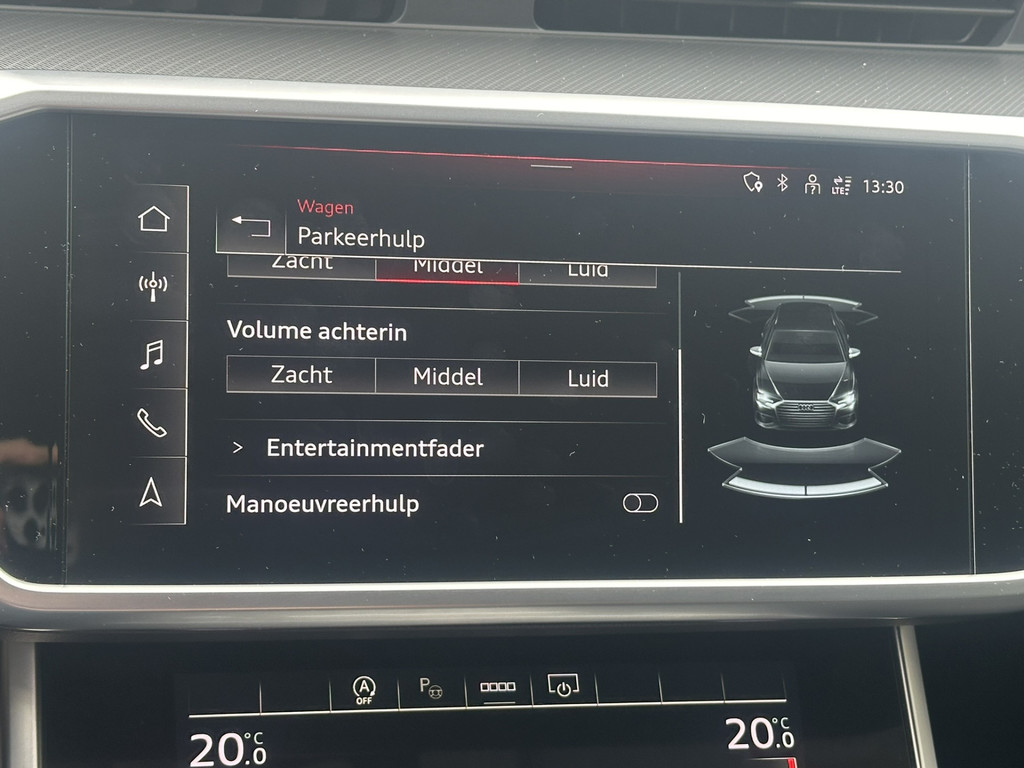 LTE
13:30
Wagen
Parkeerhulp
Zacht Middel Luid
Volume achterin
Zacht Middel Luid
> Entertainmentfader
Manoeuvreerhulp
A
OFF
P
20.0 °C
20.0 °C